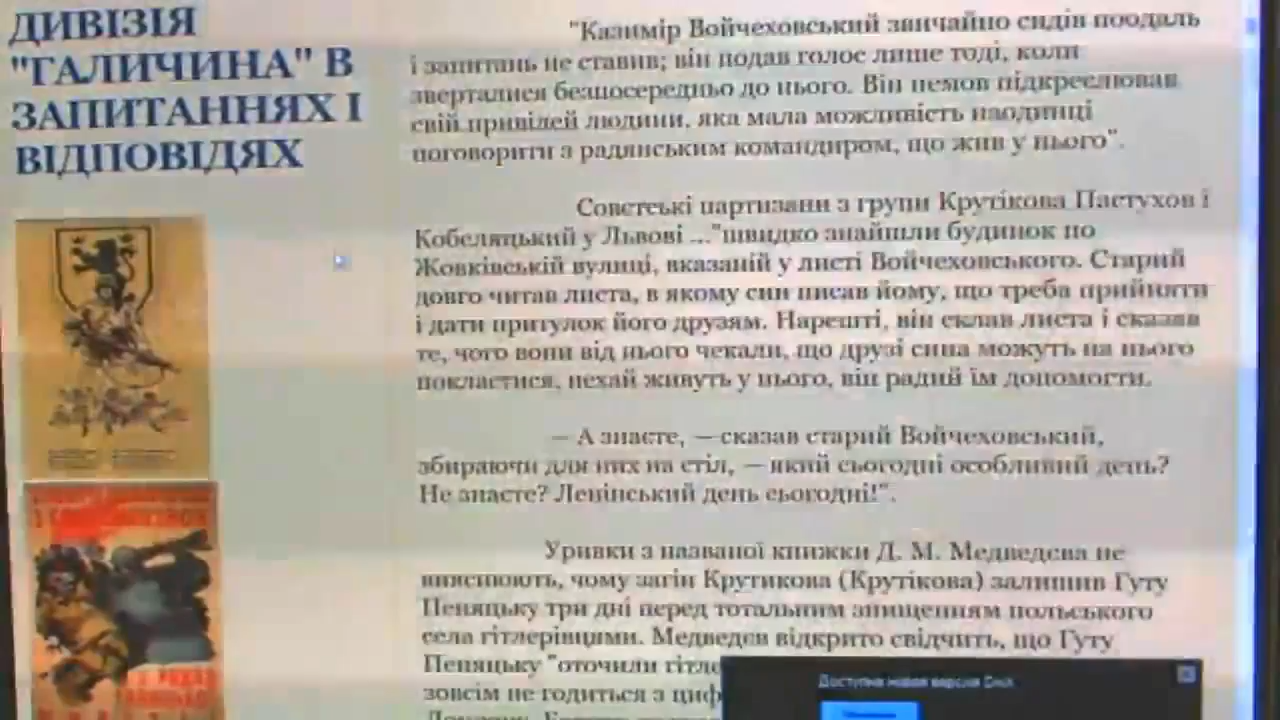 ДИВІЗІЯ
"ГАЛИЧИНА" В
ЗАПИТАННЯХ І
ВІДПОВІДЯХ
"Казимір Войчеховський звичайно сидів поодаль
і запитань не ставив; він подав голос лише тоді, коли
зверталися безпосередньо до нього. Він немов підкреслював
свій привілей людини, яка мала можливість наодинці
поговорити з радянським командиром, що жив у нього".
Совєтські партизани з групи Крутікова Пастухов і
Кобеляцький у Львові ..."швидко знайшли будинок по
Жовківській вулиці, вказаній у листі Войчеховського. Старий
довго читав листа, в якому син писав йому, що треба прийняти
і дати притулок його друзям. Нарешті, він склав листа і сказав
те, чого вони від нього чекали, що друзі сина можуть на нього
покластися, нехай живуть у нього, він радий їм допомогти.
— А знаєте, —сказав старий Войчеховський,
збираючи для них на стіл, — який сьогодні особливий день?
Не знаєте? Ленінський день сьогодні!".
Уривки з названої книжки Д. М. Медведєва не
вияснюють, чому загін Крутикова (Крутікова) залишив Гуту
Пеняцьку три дні перед тотальним знищенням польського
села гітлерівцями. Медведєв відкрито свідчить, що Гуту
Пеняцьку "оточили гітле
зовсім не годиться з циф
Доступна новая версия